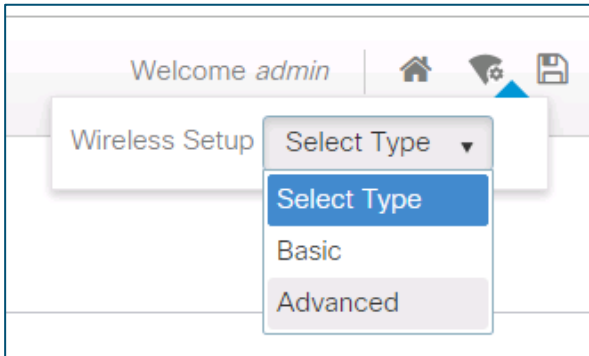 Welcome admin
Wireless Setup Select Type
Select Type
Basic
Advanced